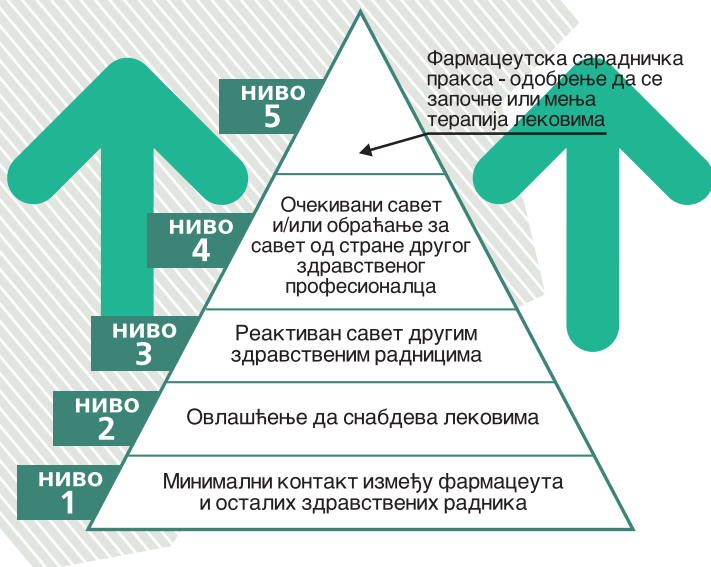 НИВО
5
Фармацеутска сарадничка
пракса - одобрење да се
започне или мења
терапија лековима
НИВО
4
Очекивани савет
и/или обраћање за
савет од стране другог
здравственог
професионалца
НИВО
3
Реактиван савет другим
здравственим радницима
НИВО
2
Овлашћење да снабдева лековима
НИВО
1
Минимални контакт између фармацеута
и осталих здравствених радника